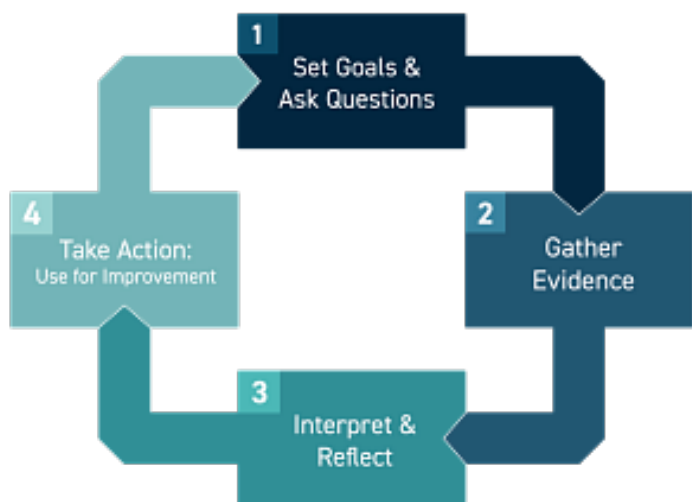 1
Set Goals &
Ask Questions
2
Gather
Evidence
3
Interpret &
Reflect
4
Take Action:
Use for Improvement